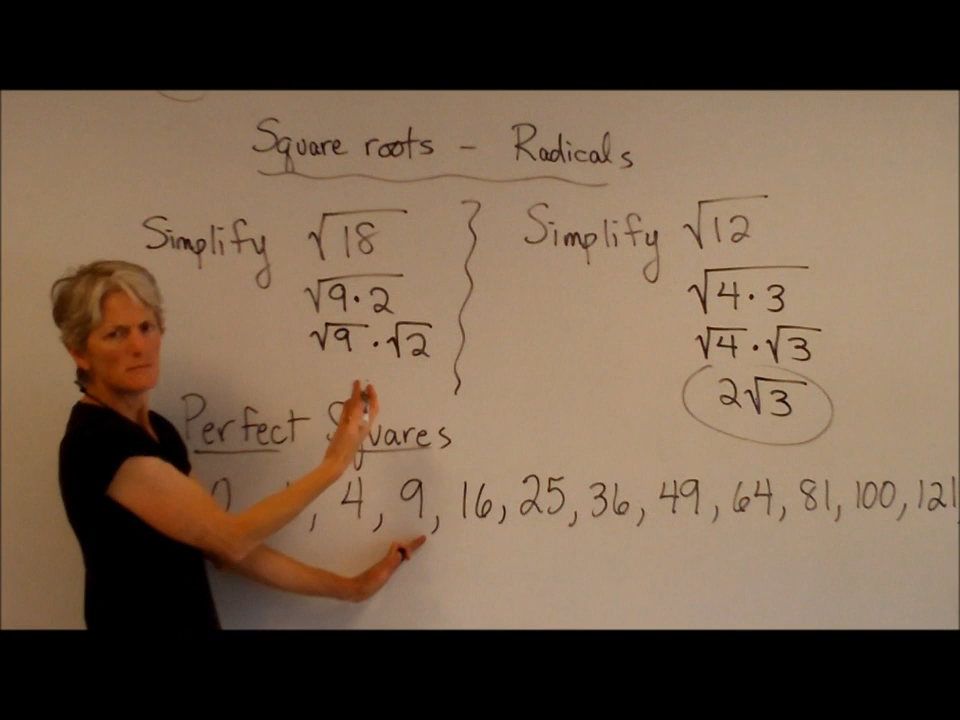 Square roots - Radicals
Simplify √18
√9·2
√9·√2
Simplify √12
√4·3
√4·√3
2√3
Perfect Squares
0, , 4, 9, 16, 25, 36, 49, 64, 81, 100, 121